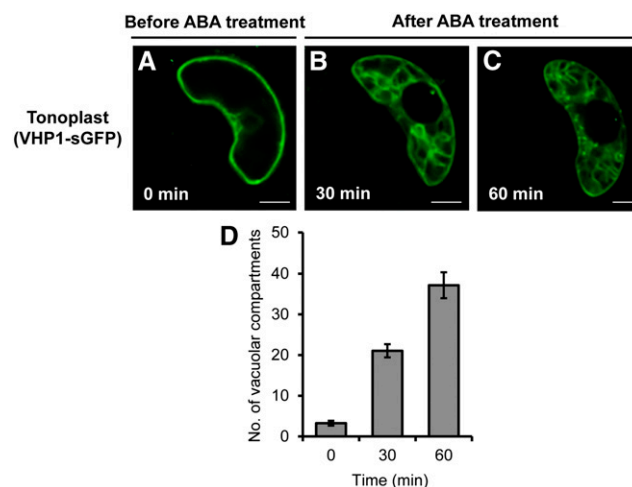 Before ABA treatment
After ABA treatment
Tonoplast
(VHP1-sGFP)
A
0 min
B
30 min
C
60 min
D
No. of vacuolar compartments
50
40
30
20
10
0
0
30
60
Time (min)